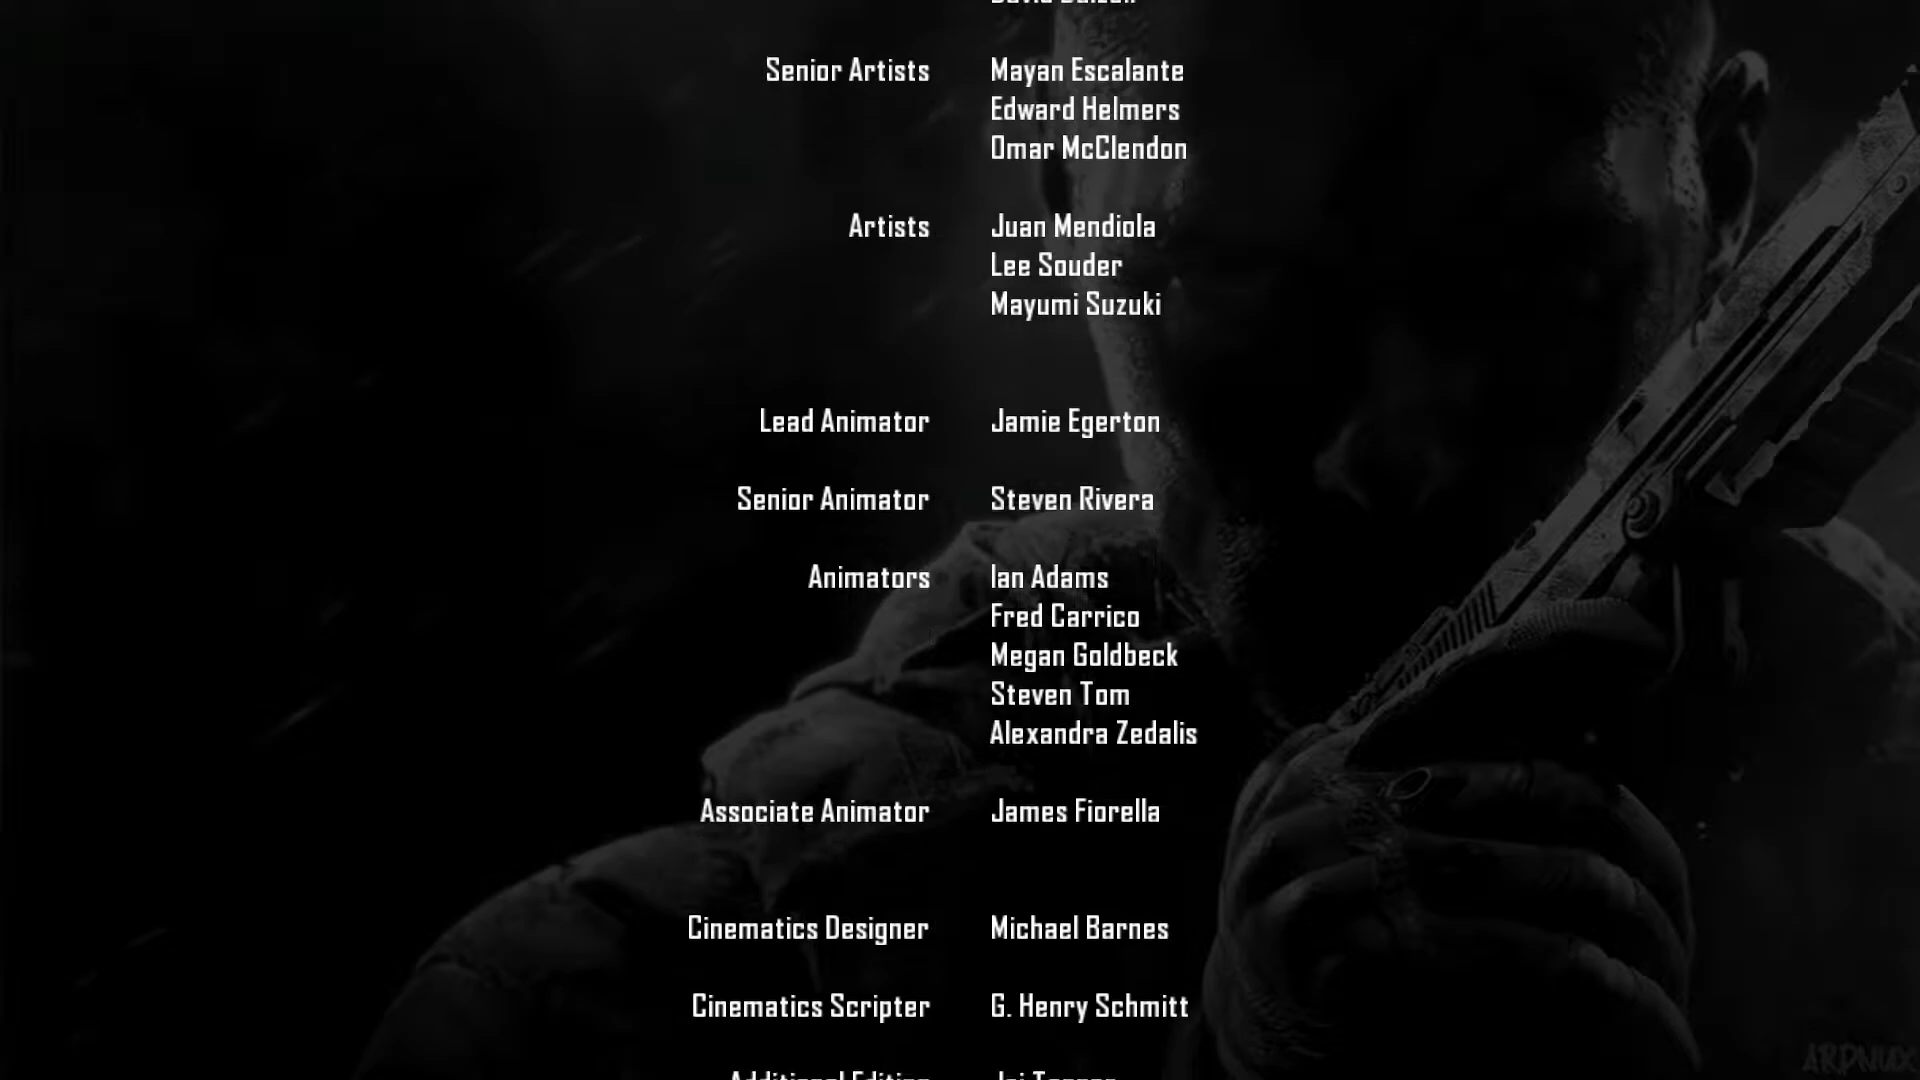 Senior Artists Mayan Escalante
Edward Helmers
Omar McClendon
Artists Juan Mendiola
Lee Souder
Mayumi Suzuki
Lead Animator Jamie Egerton
Senior Animator Steven Rivera
Animators Ian Adams
Fred Carrico
Megan Goldbeck
Steven Tom
Alexandra Zedalis
Associate Animator James Fiorella
Cinematics Designer Michael Barnes
Cinematics Scripter G. Henry Schmitt
Additional Editing